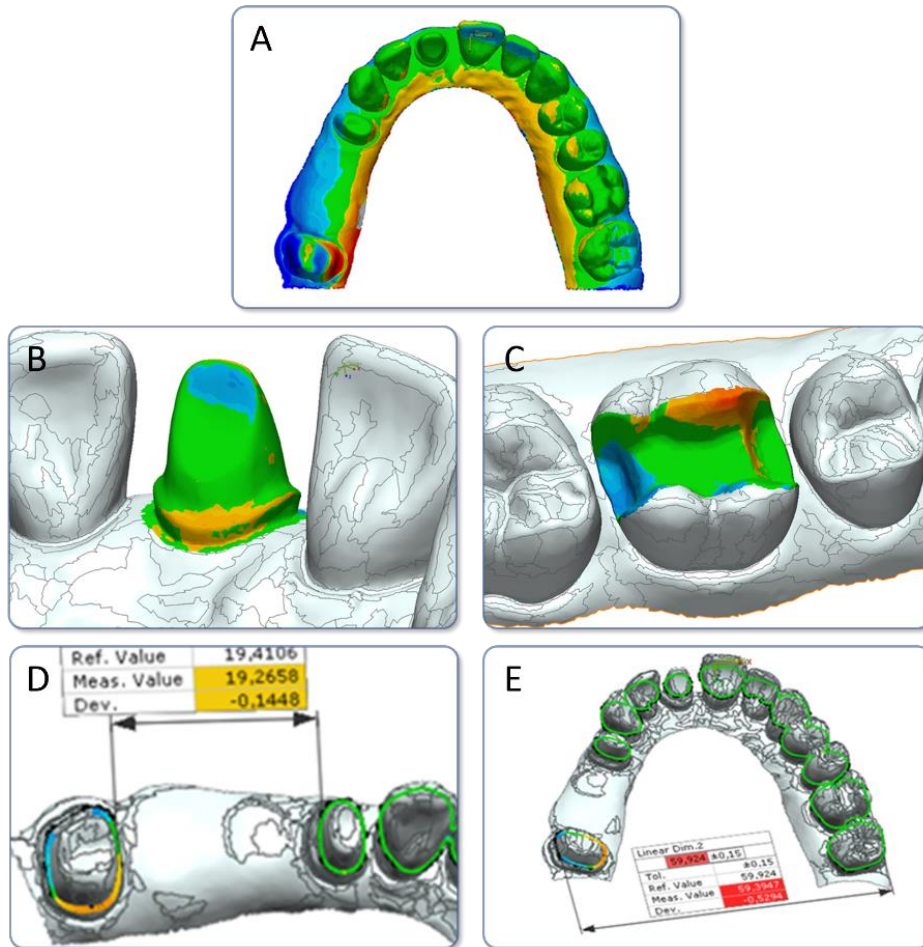 A
B
C
D
Ref. Value 19,4106
Meas. Value 19,2658
Dev. -0,1448
E
Linear Dim.2
59,924 ±0,15
Tol. ±0,15
Ref. Value 59,924
Meas. Value 59,3947
Dev. -0,5294